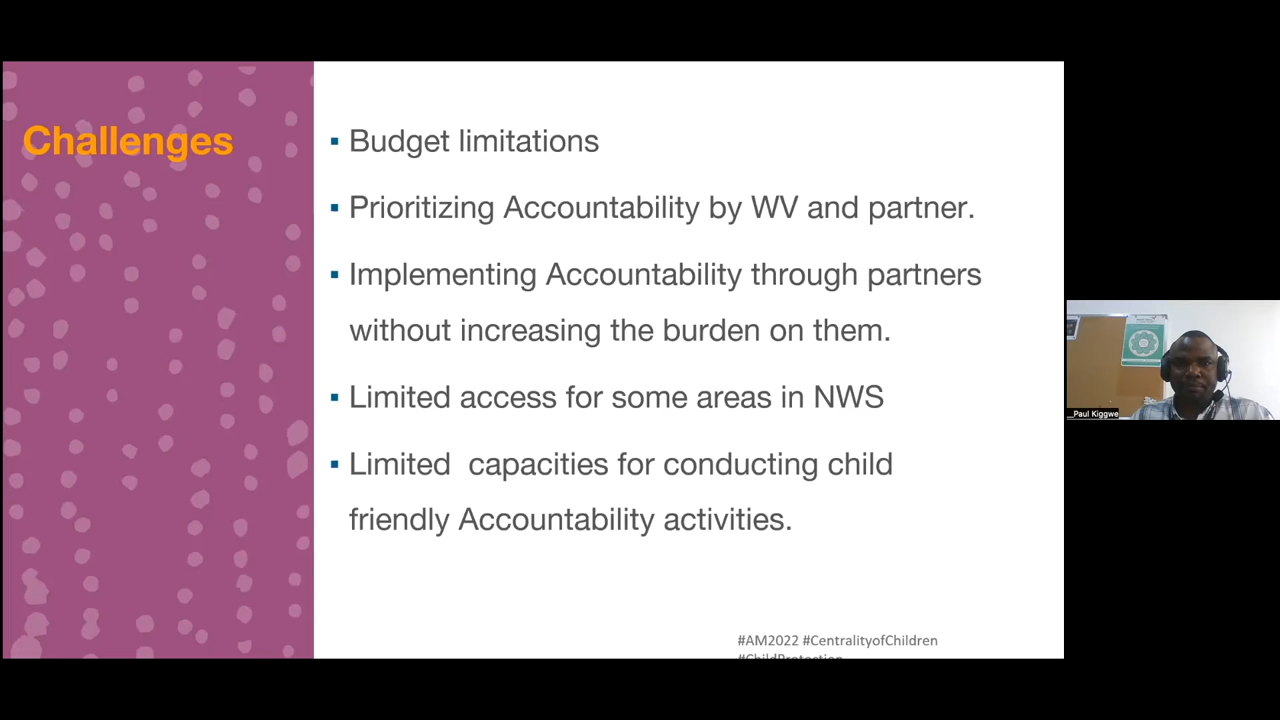 Challenges
▪ Budget limitations
▪ Prioritizing Accountability by WV and partner.
▪ Implementing Accountability through partners
without increasing the burden on them.
▪ Limited access for some areas in NWS
▪ Limited  capacities for conducting child
friendly Accountability activities.
#AM2022 #CentralityofChildren
#ChildProtection
Paul Kiggwe